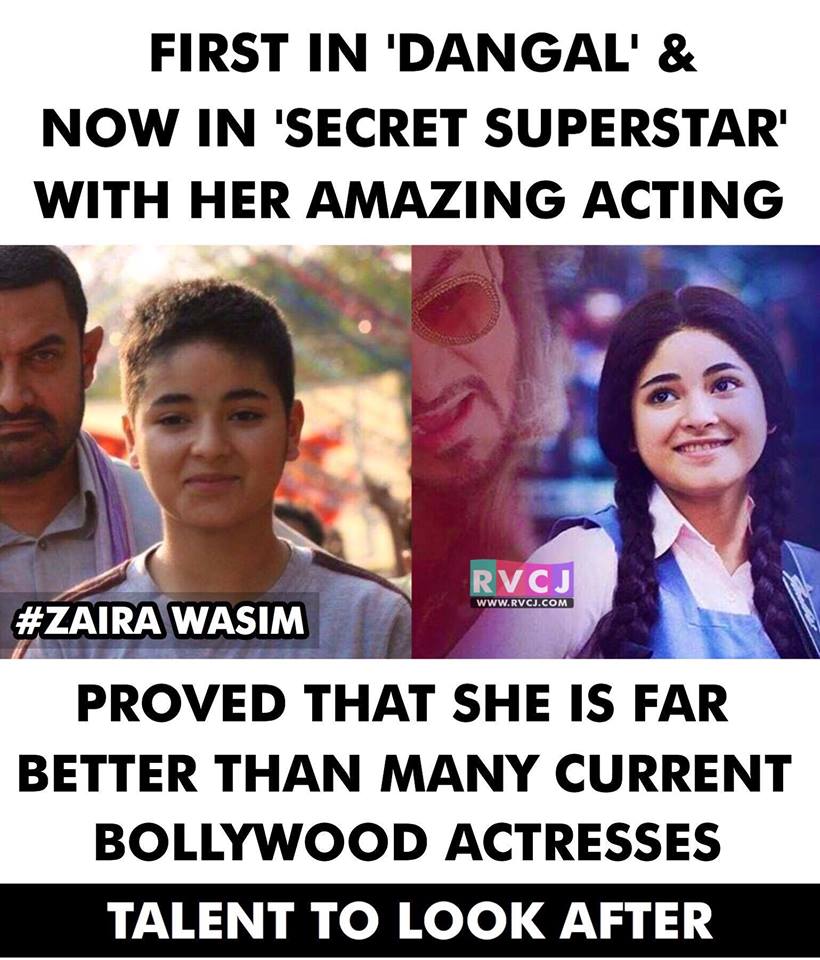 FIRST IN 'DANGAL' &
NOW IN 'SECRET SUPERSTAR'
WITH HER AMAZING ACTING
RVCJ
WWW.RVCJ.COM
#ZAIRA WASIM
PROVED THAT SHE IS FAR
BETTER THAN MANY CURRENT
BOLLYWOOD ACTRESSES
TALENT TO LOOK AFTER